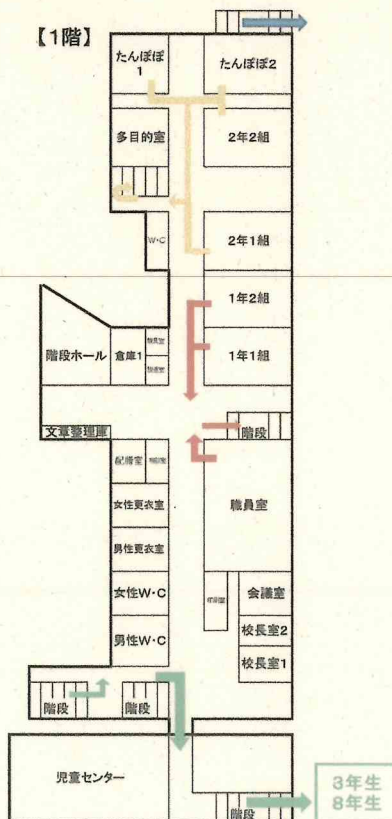 【1階】
たんぽぽ
1
たんぽぽ2
多目的室
2年2組
W・C
2年1組
1年2組
階段ホール
倉庫1
1年1組
文章整理庫
階段
配膳室
職員室
女性更衣室
男性更衣室
女性W・C
会議室
男性W・C
校長室2
校長室1
階段
階段
児童センター
3年生
8年生
階段